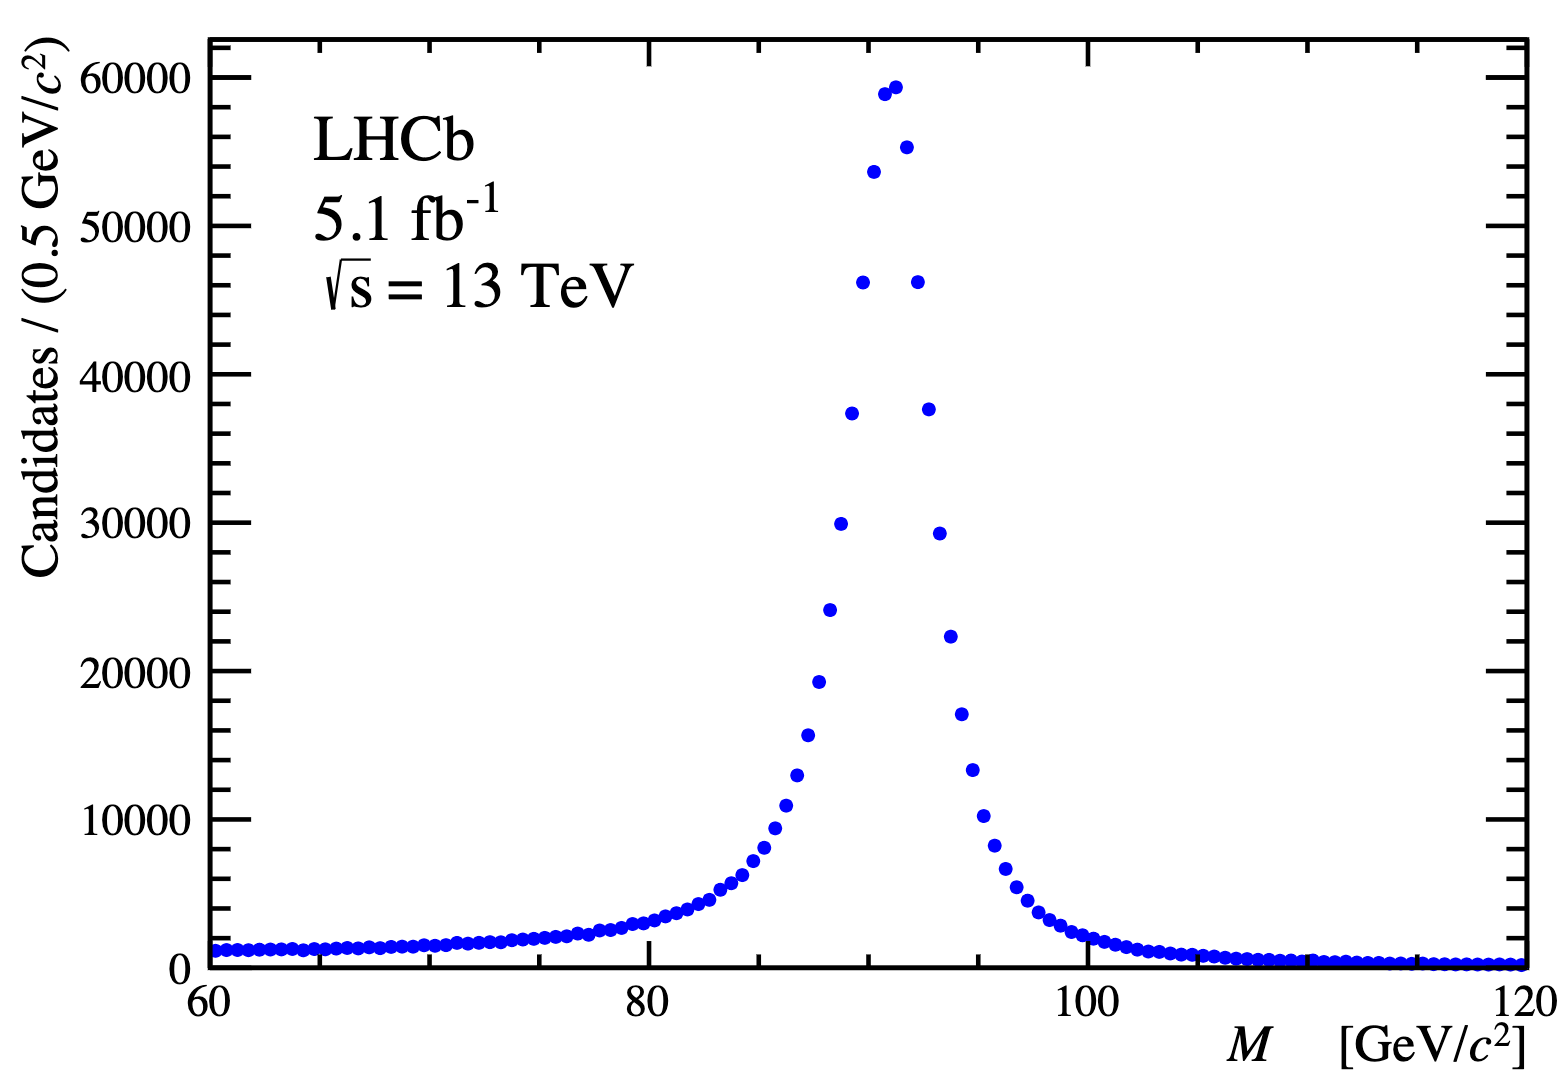 Candidates / (0.5 GeV/c²)
60000
50000
40000
30000
20000
10000
0
LHCb
5.1 fb⁻¹
√s = 13 TeV
60 80 100 120
M [GeV/c²]